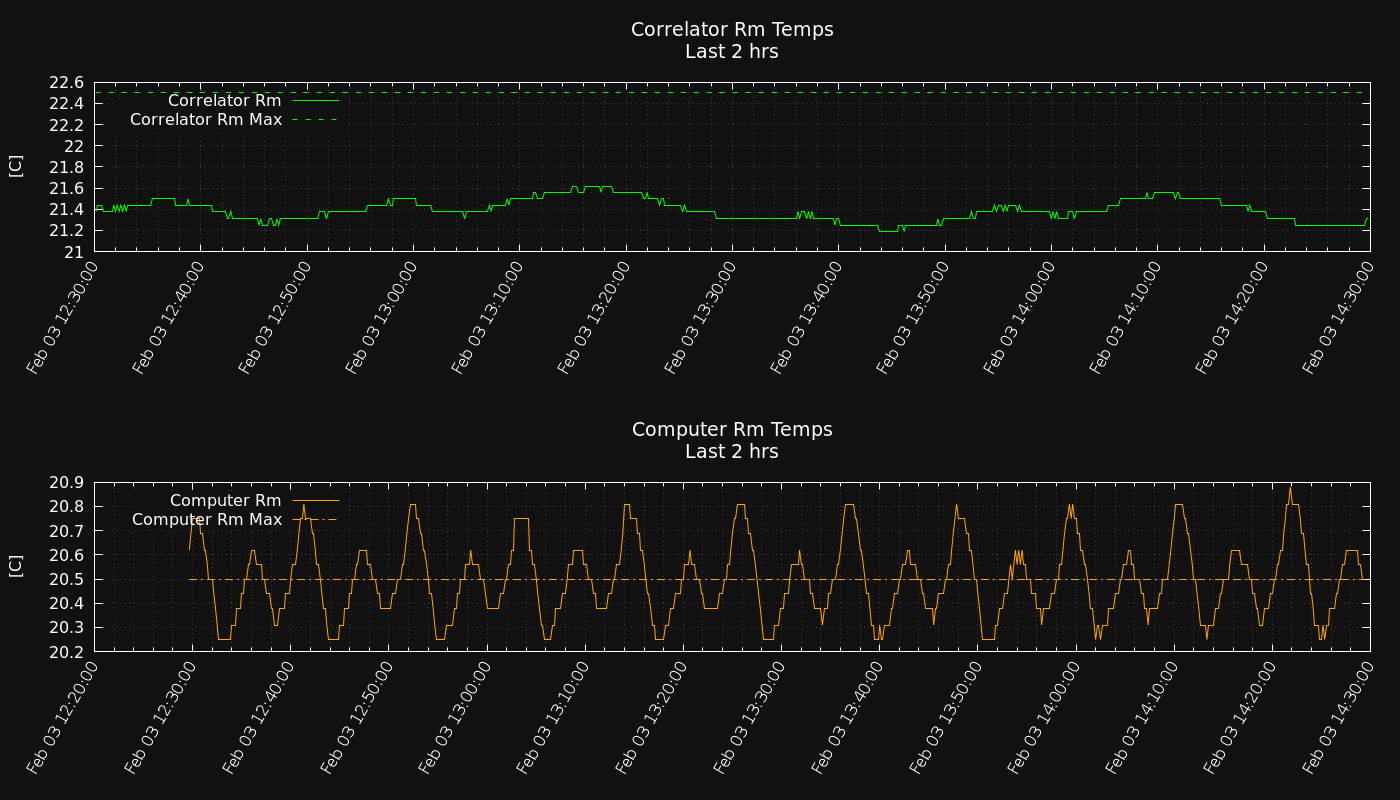 Correlator Rm Temps
Last 2 hrs
22.6
22.4
22.2
22
21.8
21.6
21.4
21.2
21
[C]
Correlator Rm
Correlator Rm Max
Feb 03 12:30:00
Feb 03 12:40:00
Feb 03 12:50:00
Feb 03 13:00:00
Feb 03 13:10:00
Feb 03 13:20:00
Feb 03 13:30:00
Feb 03 13:40:00
Feb 03 13:50:00
Feb 03 14:00:00
Feb 03 14:10:00
Feb 03 14:20:00
Feb 03 14:30:00
Computer Rm Temps
Last 2 hrs
20.9
20.8
20.7
20.6
20.5
20.4
20.3
20.2
[C]
Computer Rm
Computer Rm Max
Feb 03 12:20:00
Feb 03 12:30:00
Feb 03 12:40:00
Feb 03 12:50:00
Feb 03 13:00:00
Feb 03 13:10:00
Feb 03 13:20:00
Feb 03 13:30:00
Feb 03 13:40:00
Feb 03 13:50:00
Feb 03 14:00:00
Feb 03 14:10:00
Feb 03 14:20:00
Feb 03 14:30:00